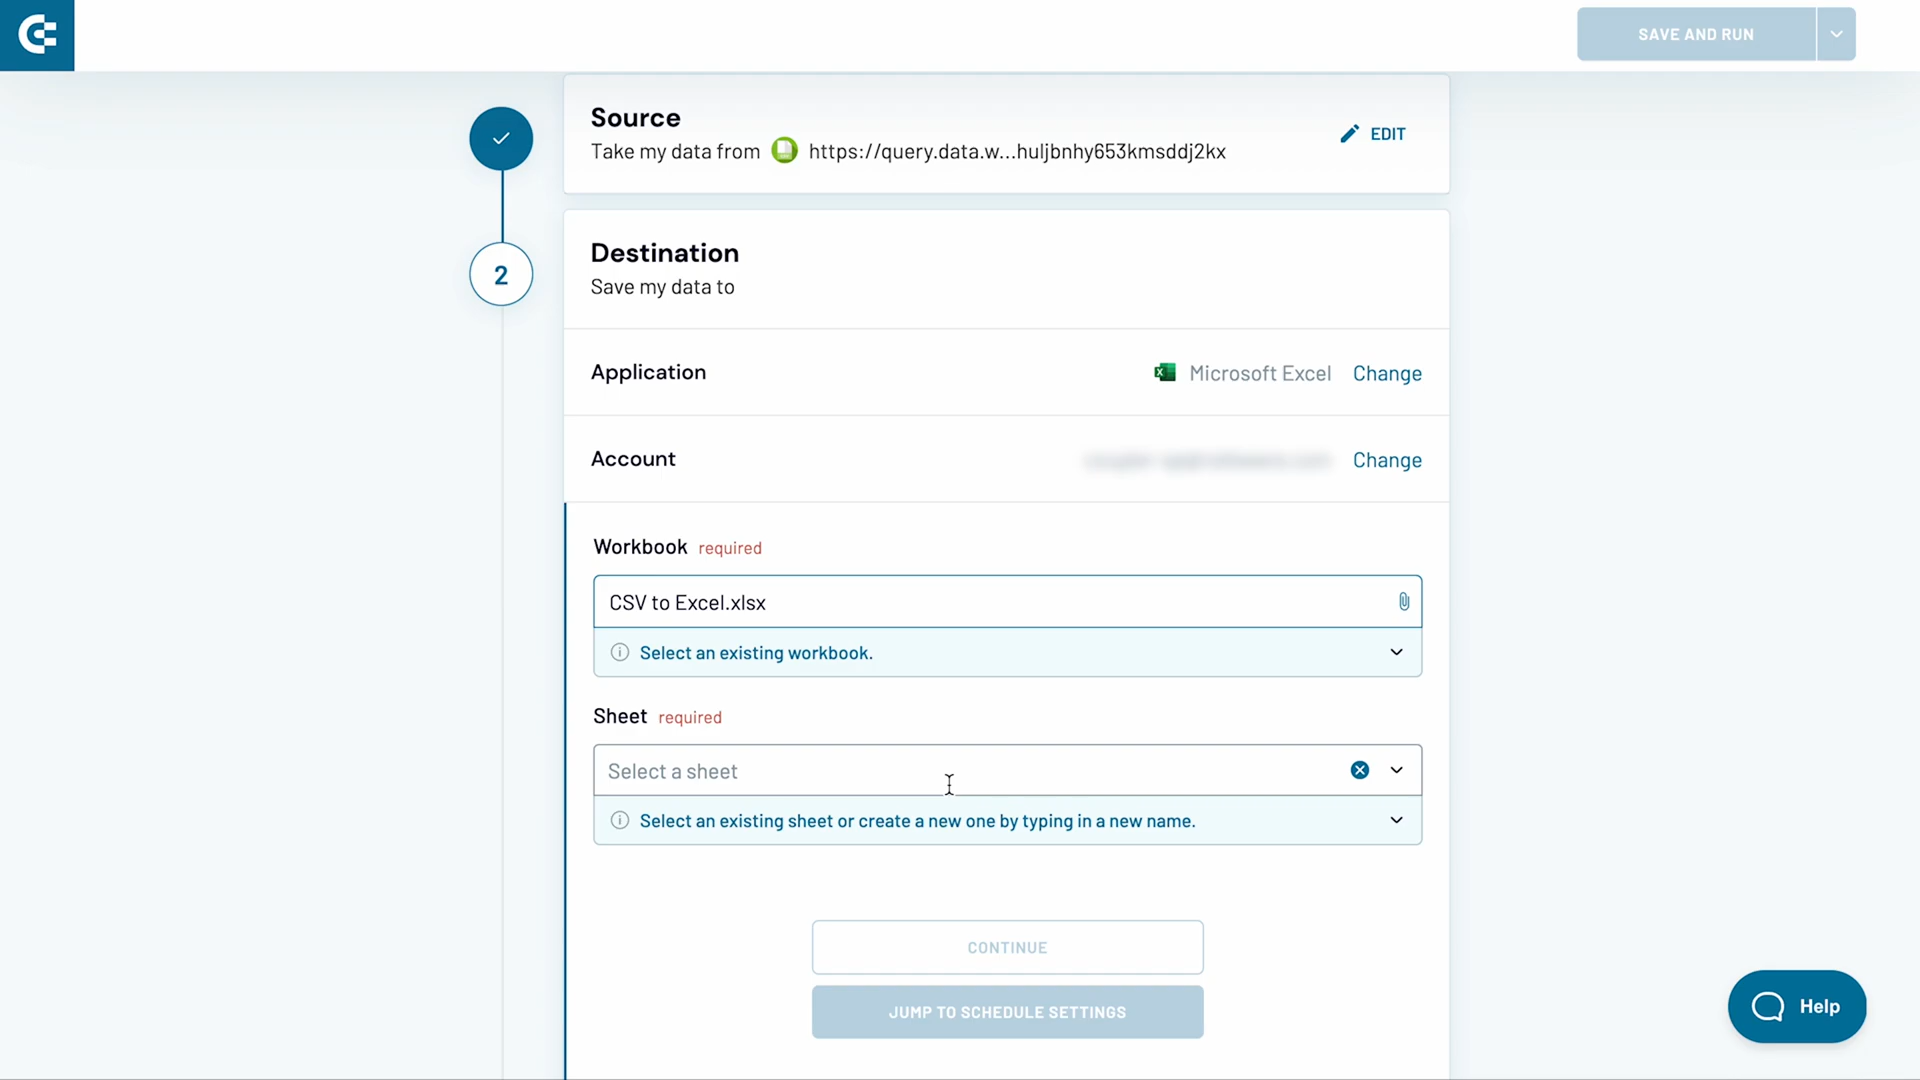 SAVE AND RUN
Source
Take my data from https://query.data.w...huljbnhy653kmsddj2kx
EDIT
2
Destination
Save my data to
Application
Microsoft Excel Change
Account
Change
Workbook required
CSV to Excel.xlsx
Select an existing workbook.
Sheet required
Select a sheet
Select an existing sheet or create a new one by typing in a new name.
CONTINUE
JUMP TO SCHEDULE SETTINGS
Help